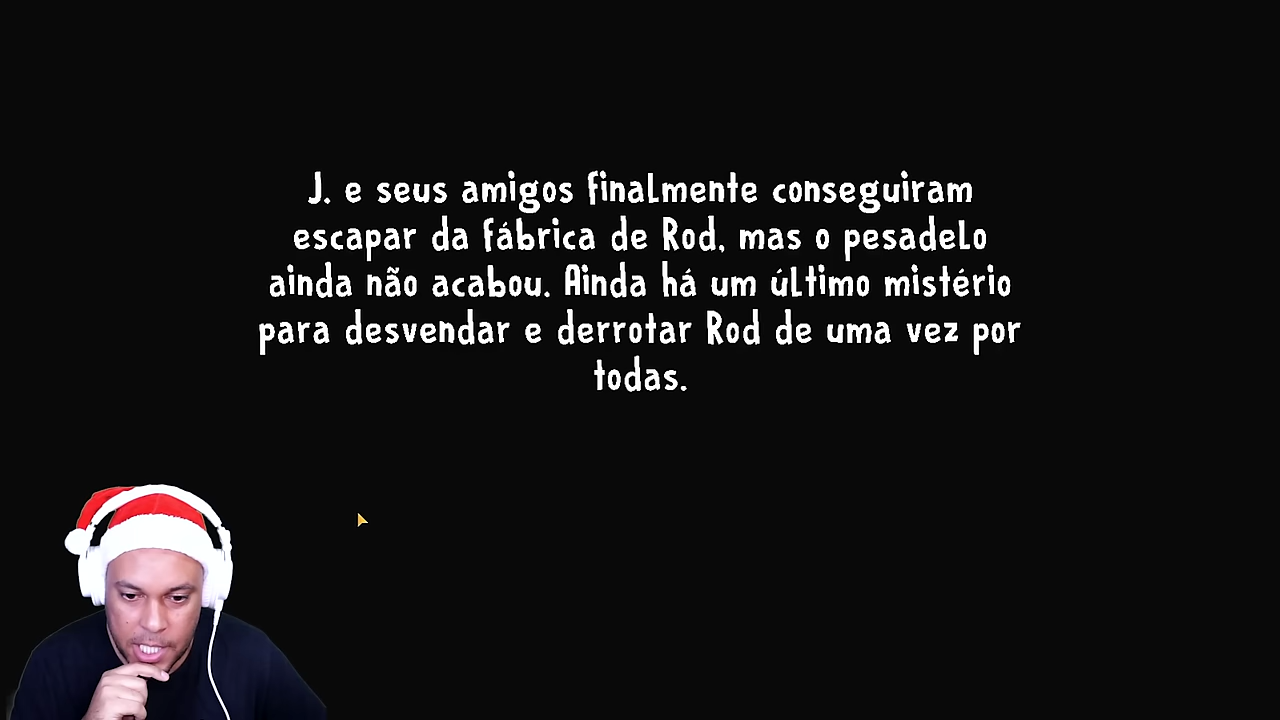 J. e seus amigos finalmente conseguiram
escapar da fábrica de Rod, mas o pesadelo
ainda não acabou. Ainda há um último mistério
para desvendar e derrotar Rod de uma vez por
todas.